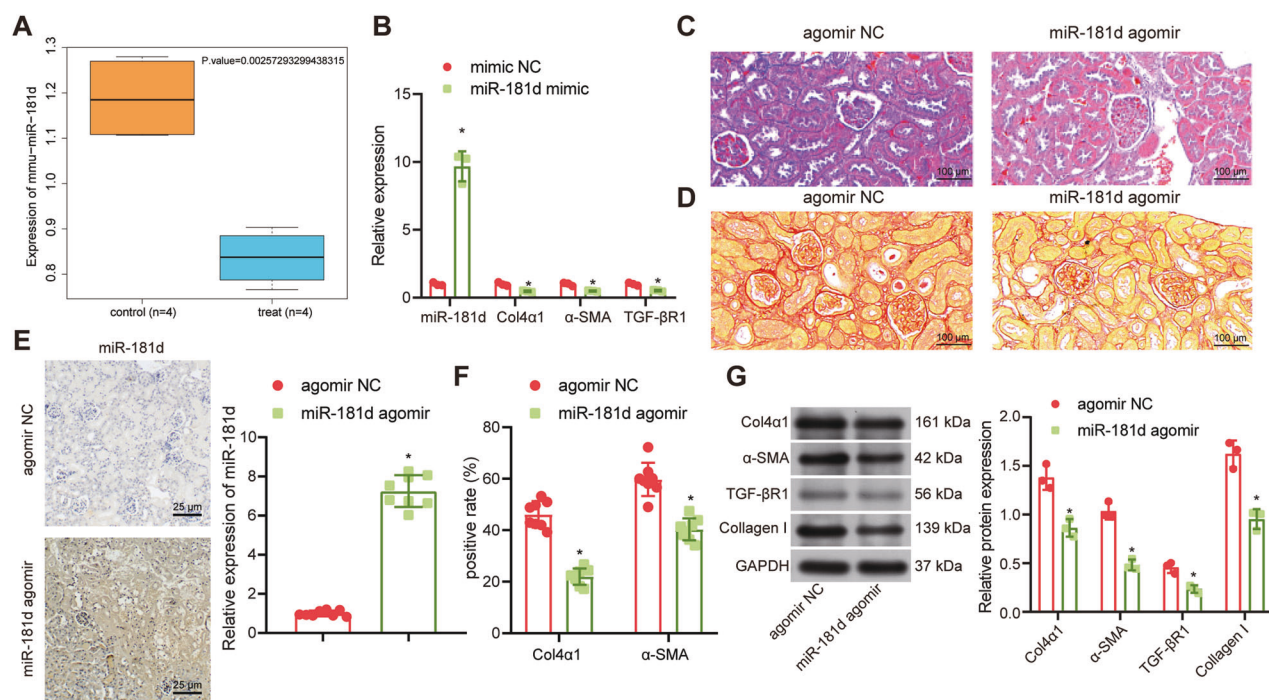 A
Expression of mmu−miR−181d
1.3
1.2
1.1
1.0
0.9
0.8
P.value=0.00257293299438315
control (n=4)
treat (n=4)
B
mimic NC
miR-181d mimic
Relative expression
15
10
5
0
*
*
*
*
miR-181d
Col4α1
α-SMA
TGF-βR1
C
agomir NC
miR-181d agomir
100 µm
100 µm
D
agomir NC
miR-181d agomir
100 µm
100 µm
E
miR-181d
agomir NC
25 µm
miR-181d agomir
25 µm
agomir NC
miR-181d agomir
Relative expression of miR-181d
10
8
6
4
2
0
*
F
agomir NC
miR-181d agomir
positive rate (%)
80
60
40
20
0
*
*
Col4α1
α-SMA
G
Col4α1
161 kDa
α-SMA
42 kDa
TGF-βR1
56 kDa
Collagen I
139 kDa
GAPDH
37 kDa
agomir NC
miR-181d agomir
agomir NC
miR-181d agomir
Relative protein expression
2.0
1.5
1.0
0.5
0.0
*
*
*
*
Col4α1
α-SMA
TGF-βR1
Collagen I